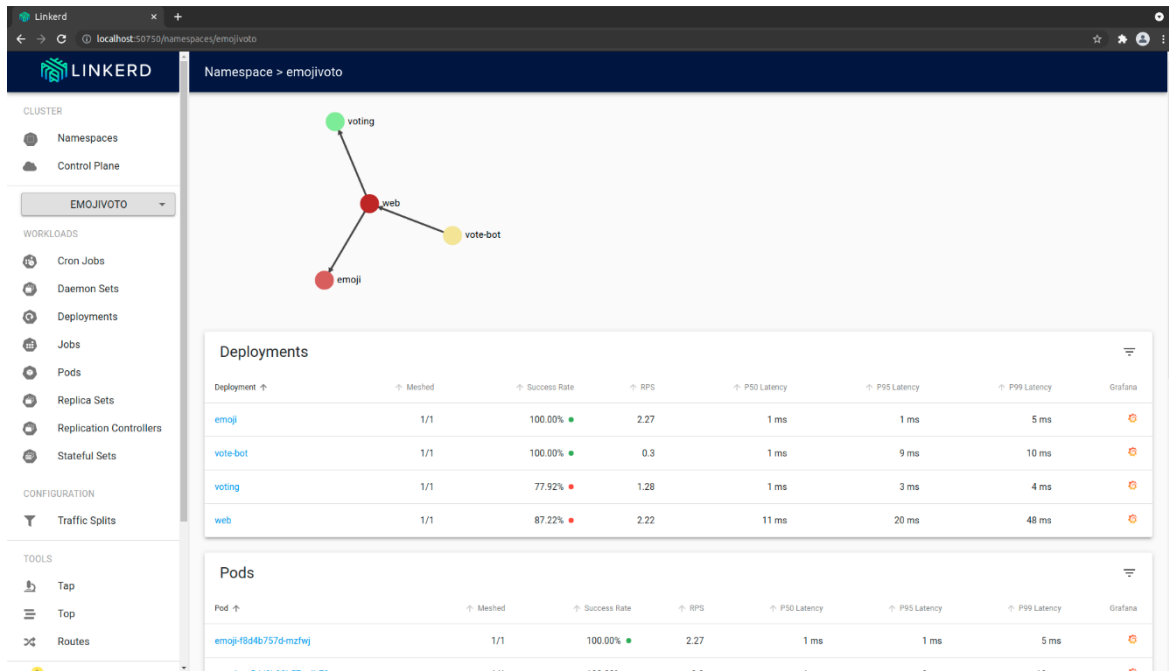 Linkerd
localhost:50750/namespaces/emojivoto
LINKERD
Namespace > emojivoto
CLUSTER
Namespaces
Control Plane
EMOJIVOTO
WORKLOADS
Cron Jobs
Daemon Sets
Deployments
Jobs
Pods
Replica Sets
Replication Controllers
Stateful Sets
CONFIGURATION
Traffic Splits
TOOLS
Tap
Top
Routes
voting
web
vote-bot
emoji
Deployments
Deployment Meshed Success Rate RPS P50 Latency P95 Latency P99 Latency Grafana
emoji 1/1 100.00% 2.27 1 ms 1 ms 5 ms
vote-bot 1/1 100.00% 0.3 1 ms 9 ms 10 ms
voting 1/1 77.92% 1.28 1 ms 3 ms 4 ms
web 1/1 87.22% 2.22 11 ms 20 ms 48 ms
Pods
Pod Meshed Success Rate RPS P50 Latency P95 Latency P99 Latency Grafana
emoji-f8d4b757d-mzfwj 1/1 100.00% 2.27 1 ms 1 ms 5 ms